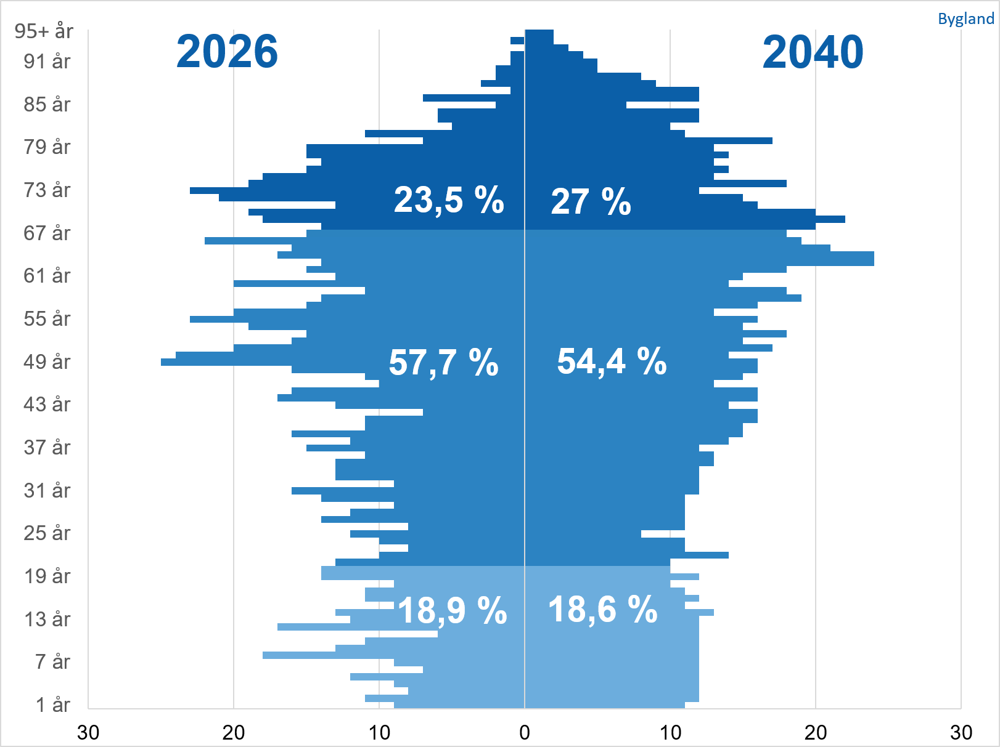 Bygland
2026
2040
95+ år
91 år
85 år
79 år
73 år
67 år
61 år
55 år
49 år
43 år
37 år
31 år
25 år
19 år
13 år
7 år
1 år
23,5 %
27 %
57,7 %
54,4 %
18,9 %
18,6 %
30
20
10
0
10
20
30